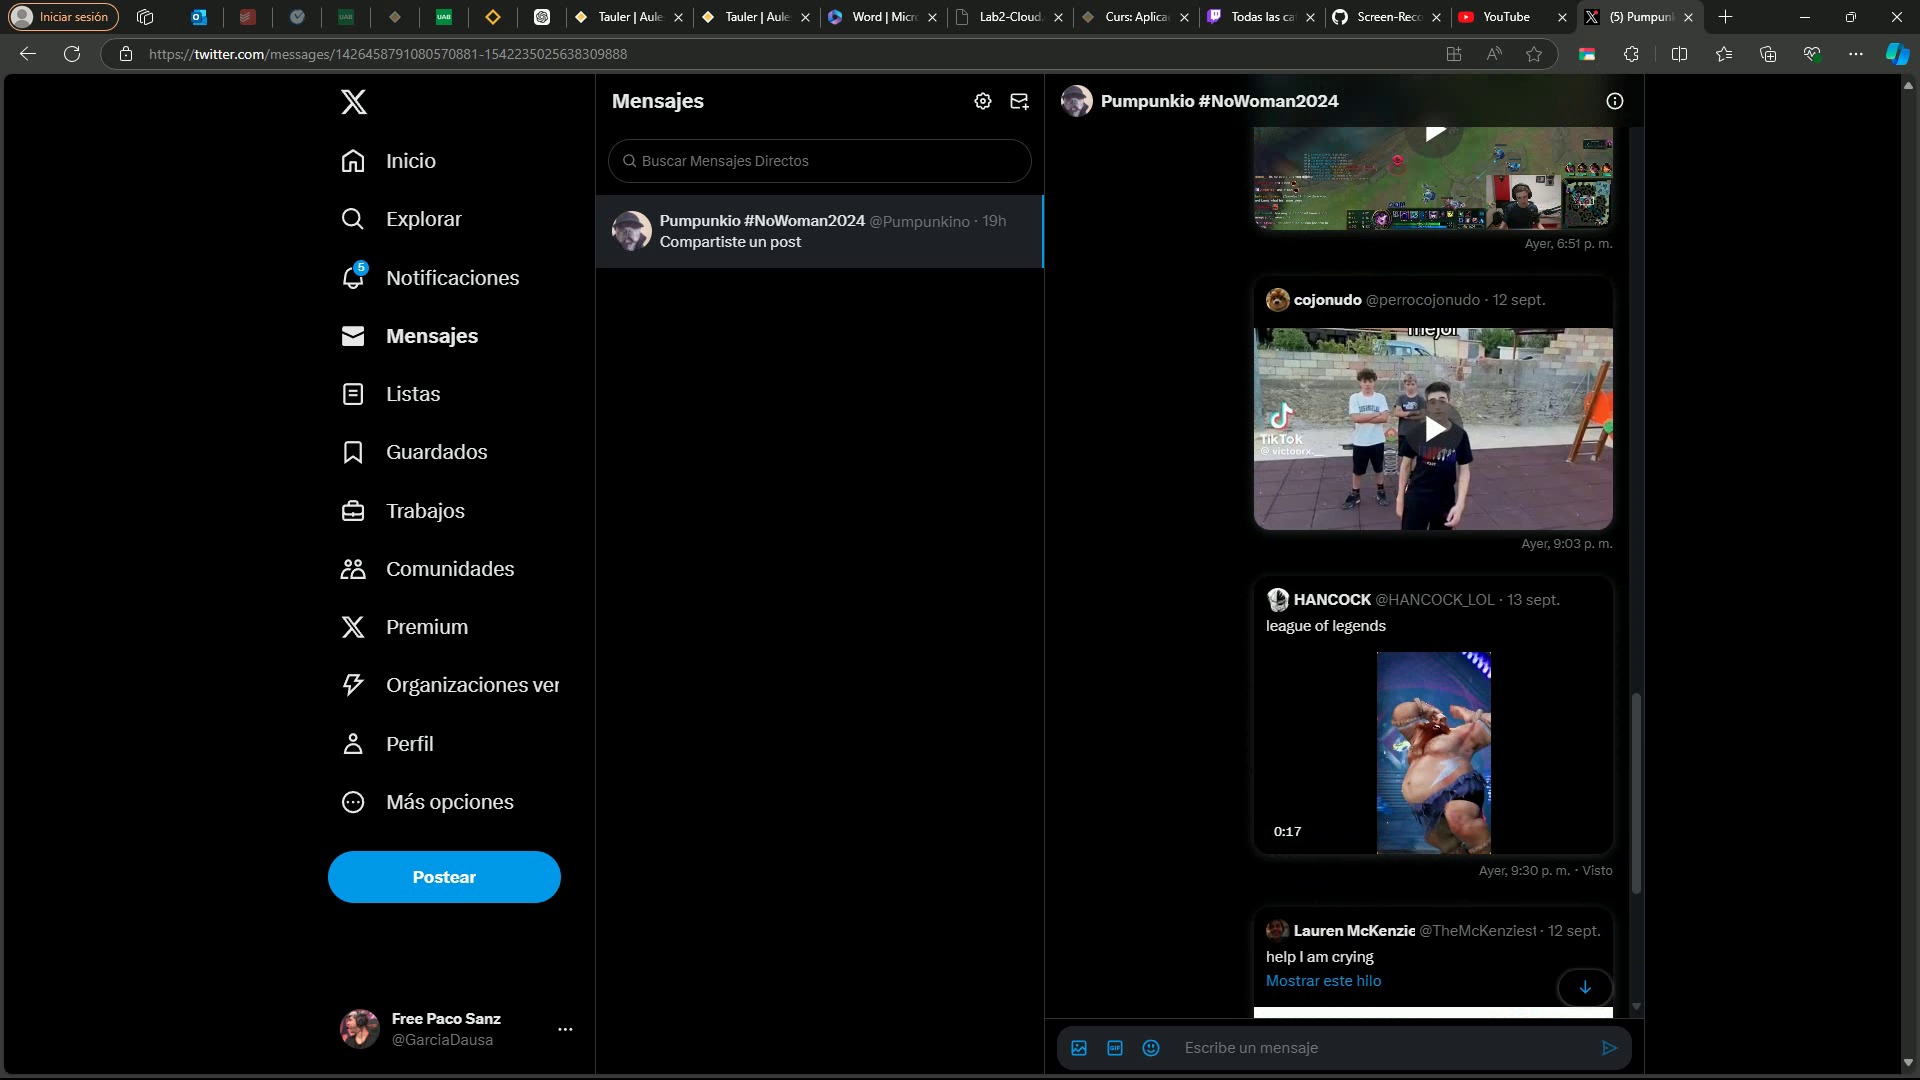 Iniciar sesión
UAB
UAB
Tauler | Aule
Tauler | Aule
Word | Micr
Lab2-Cloud.
Curs: Aplica
Todas las ca
Screen-Reco
YouTube
(5) Pumpun
https://twitter.com/messages/1426458791080570881-1542235025638309888
Inicio
Explorar
5
Notificaciones
Mensajes
Listas
Guardados
Trabajos
Comunidades
Premium
Organizaciones ver
Perfil
Más opciones
Postear
Free Paco Sanz
@GarciaDausa
Mensajes
Buscar Mensajes Directos
Pumpunkio #NoWoman2024 @Pumpunkino · 19h
Compartiste un post
Pumpunkio #NoWoman2024
Ayer, 6:51 p. m.
cojonudo @perrocojonudo · 12 sept.
mejor
TikTok
@victoorx.__
Ayer, 9:03 p. m.
HANCOCK @HANCOCK_LOL · 13 sept.
league of legends
0:17
Ayer, 9:30 p. m. · Visto
Lauren McKenzie @TheMcKenziest · 12 sept.
help I am crying
Mostrar este hilo
GIF
Escribe un mensaje